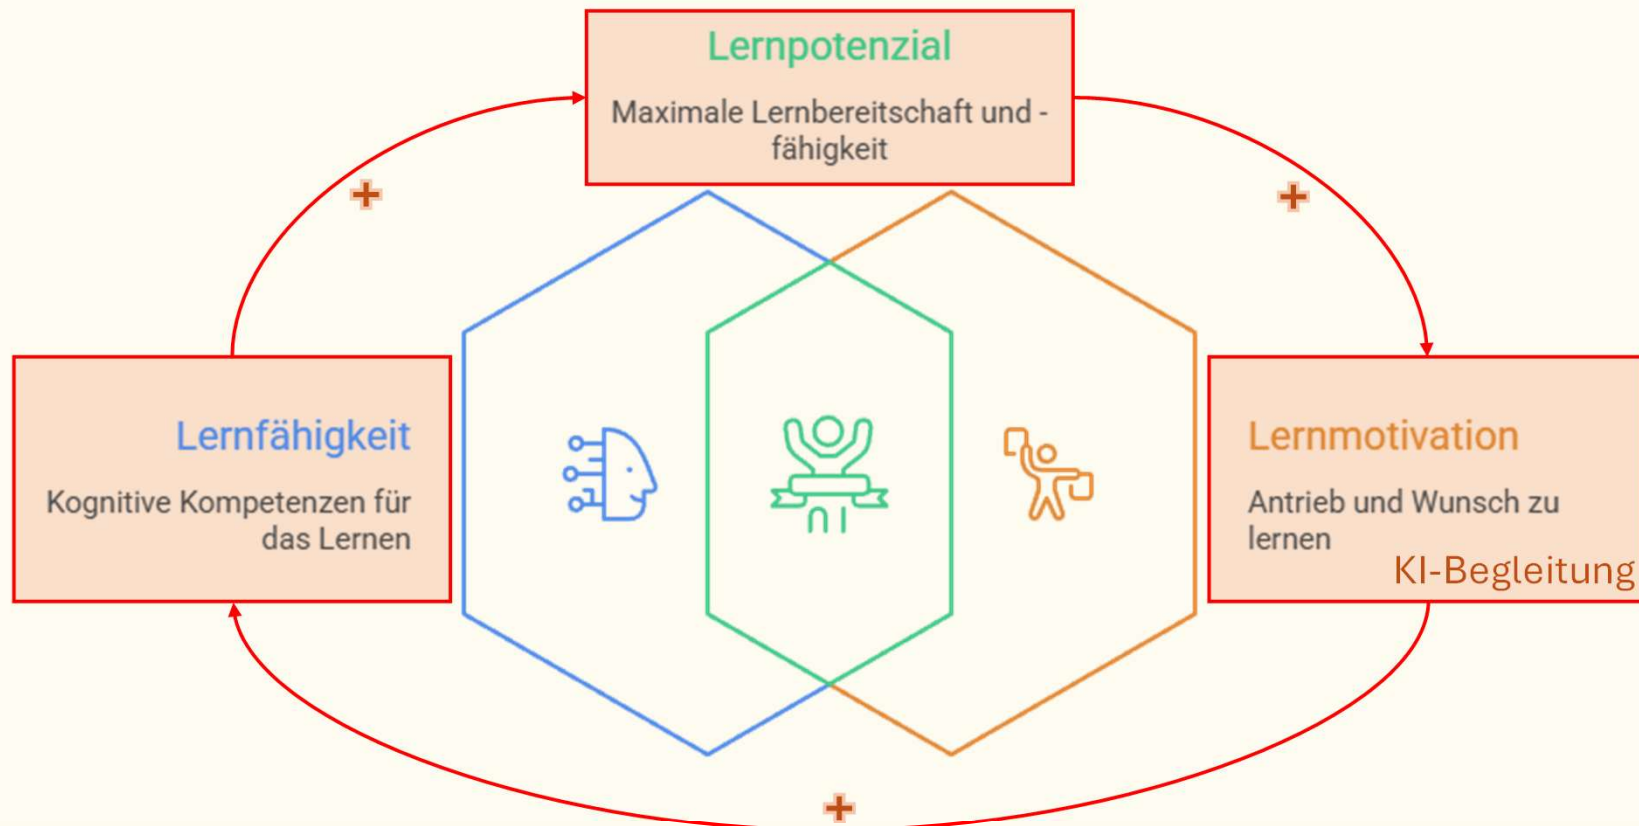 Lernpotenzial
Maximale Lernbereitschaft und -
fähigkeit
+
+
Lernfähigkeit
Kognitive Kompetenzen für
das Lernen
Lernmotivation
Antrieb und Wunsch zu
lernen
KI-Begleitung
+